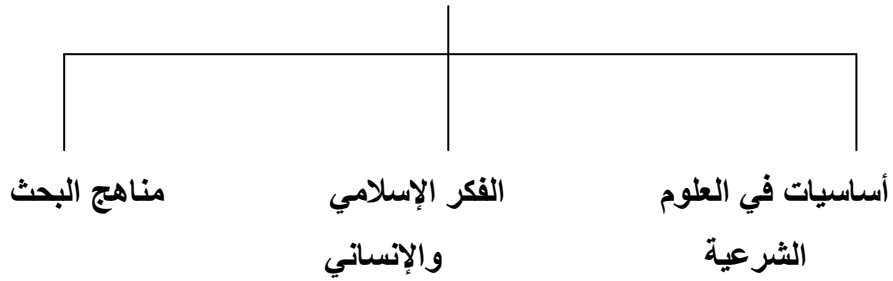 أساسيات في العلوم
الشرعية
الفكر الإسلامي
والإنساني
مناهج البحث